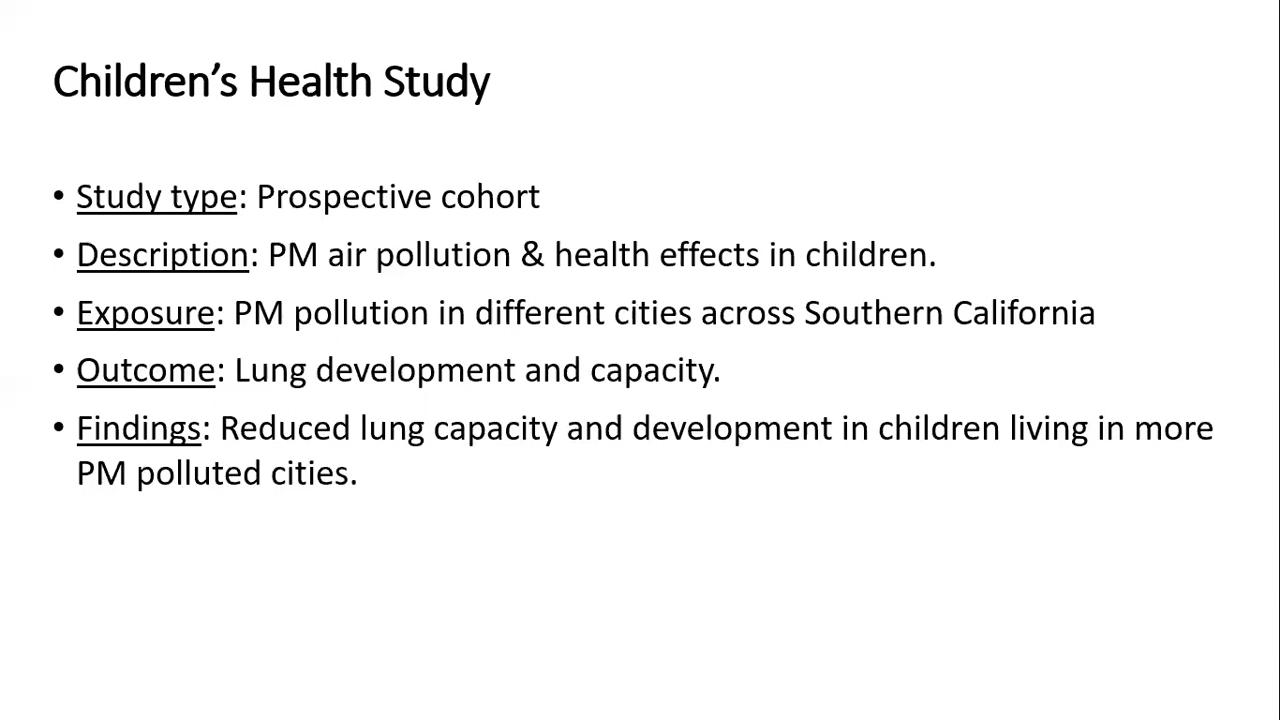 Children’s Health Study
• Study type: Prospective cohort
• Description: PM air pollution & health effects in children.
• Exposure: PM pollution in different cities across Southern California
• Outcome: Lung development and capacity.
• Findings: Reduced lung capacity and development in children living in more
PM polluted cities.